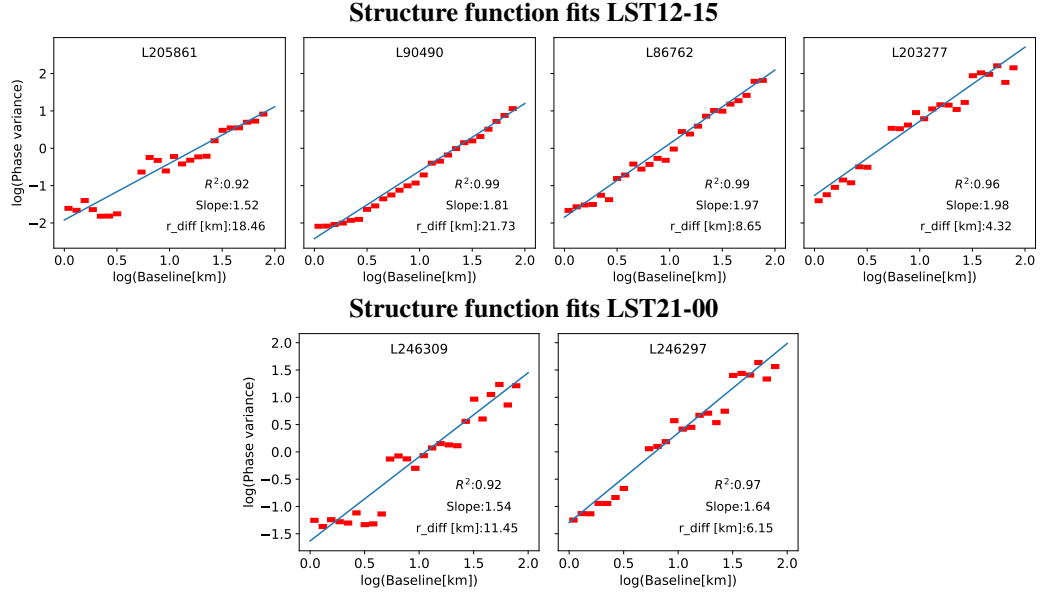 Structure function fits LST12-15
L205861
L90490
L86762
L203277
log(Phase variance)
2
1
0
−1
−2
R²:0.92
Slope:1.52
r_diff [km]:18.46
R²:0.99
Slope:1.81
r_diff [km]:21.73
R²:0.99
Slope:1.97
r_diff [km]:8.65
R²:0.96
Slope:1.98
r_diff [km]:4.32
0.0 0.5 1.0 1.5 2.0
0.0 0.5 1.0 1.5 2.0
0.0 0.5 1.0 1.5 2.0
0.0 0.5 1.0 1.5 2.0
log(Baseline[km])
log(Baseline[km])
log(Baseline[km])
log(Baseline[km])
Structure function fits LST21-00
L246309
L246297
log(Phase variance)
2.0
1.5
1.0
0.5
0.0
−0.5
−1.0
−1.5
R²:0.92
Slope:1.54
r_diff [km]:11.45
R²:0.97
Slope:1.64
r_diff [km]:6.15
0.0 0.5 1.0 1.5 2.0
0.0 0.5 1.0 1.5 2.0
log(Baseline[km])
log(Baseline[km])